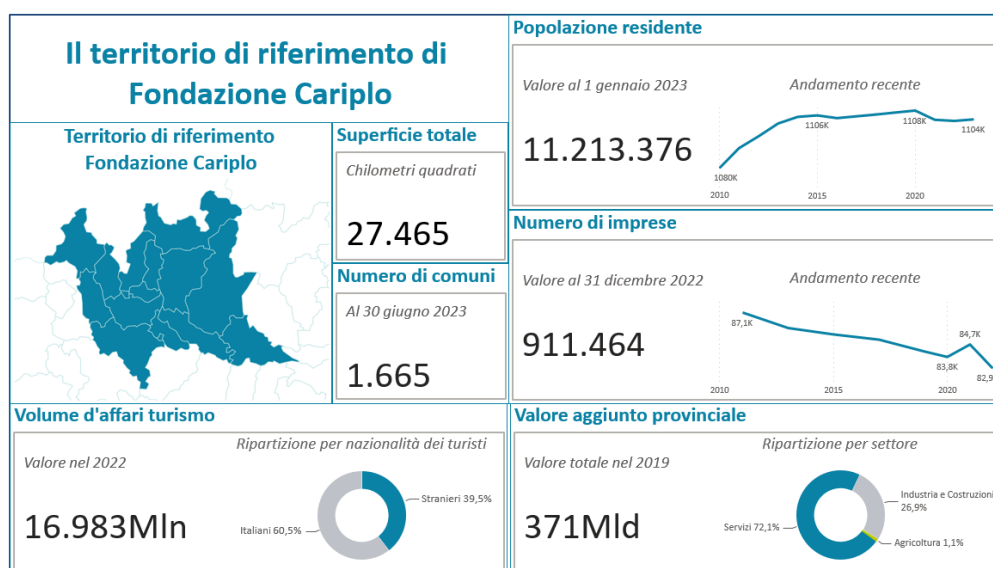 Il territorio di riferimento di
Fondazione Cariplo
Territorio di riferimento
Fondazione Cariplo
Superficie totale
Chilometri quadrati
27.465
Numero di comuni
Al 30 giugno 2023
1.665
Popolazione residente
Valore al 1 gennaio 2023
Andamento recente
11.213.376
1080K
1106K
1108K
1104K
2010
2015
2020
Numero di imprese
Valore al 31 dicembre 2022
Andamento recente
911.464
87,1K
83,8K
84,7K
82,9
2010
2015
2020
Volume d'affari turismo
Ripartizione per nazionalità dei turisti
Valore nel 2022
16.983Mln
Stranieri 39,5%
Italiani 60,5%
Valore aggiunto provinciale
Ripartizione per settore
Valore totale nel 2019
371Mld
Industria e Costruzioni
26,9%
Servizi 72,1%
Agricoltura 1,1%